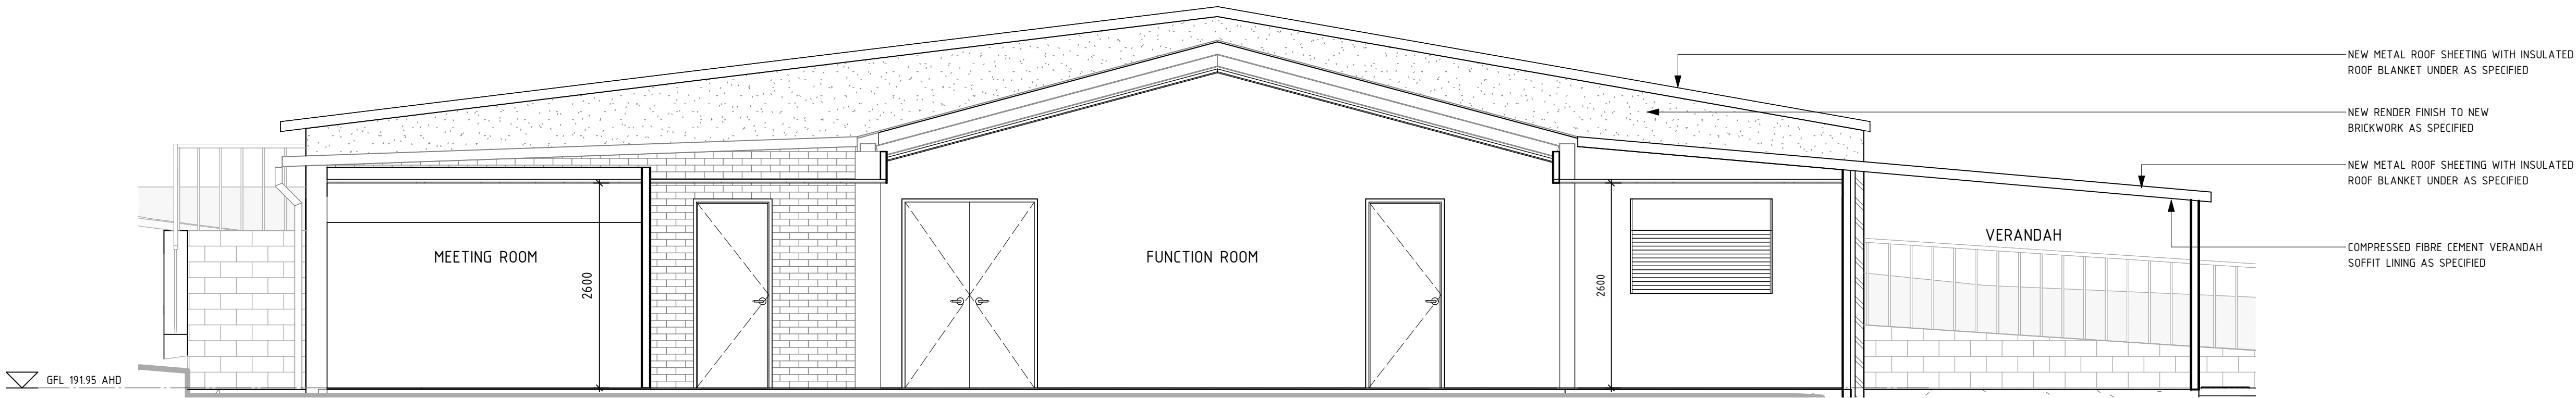 NEW METAL ROOF SHEETING WITH INSULATED
ROOF BLANKET UNDER AS SPECIFIED
NEW RENDER FINISH TO NEW
BRICKWORK AS SPECIFIED
NEW METAL ROOF SHEETING WITH INSULATED
ROOF BLANKET UNDER AS SPECIFIED
VERANDAH
COMPRESSED FIBRE CEMENT VERANDAH
SOFFIT LINING AS SPECIFIED
MEETING ROOM
FUNCTION ROOM
2600
2600
GFL 191.95 AHD